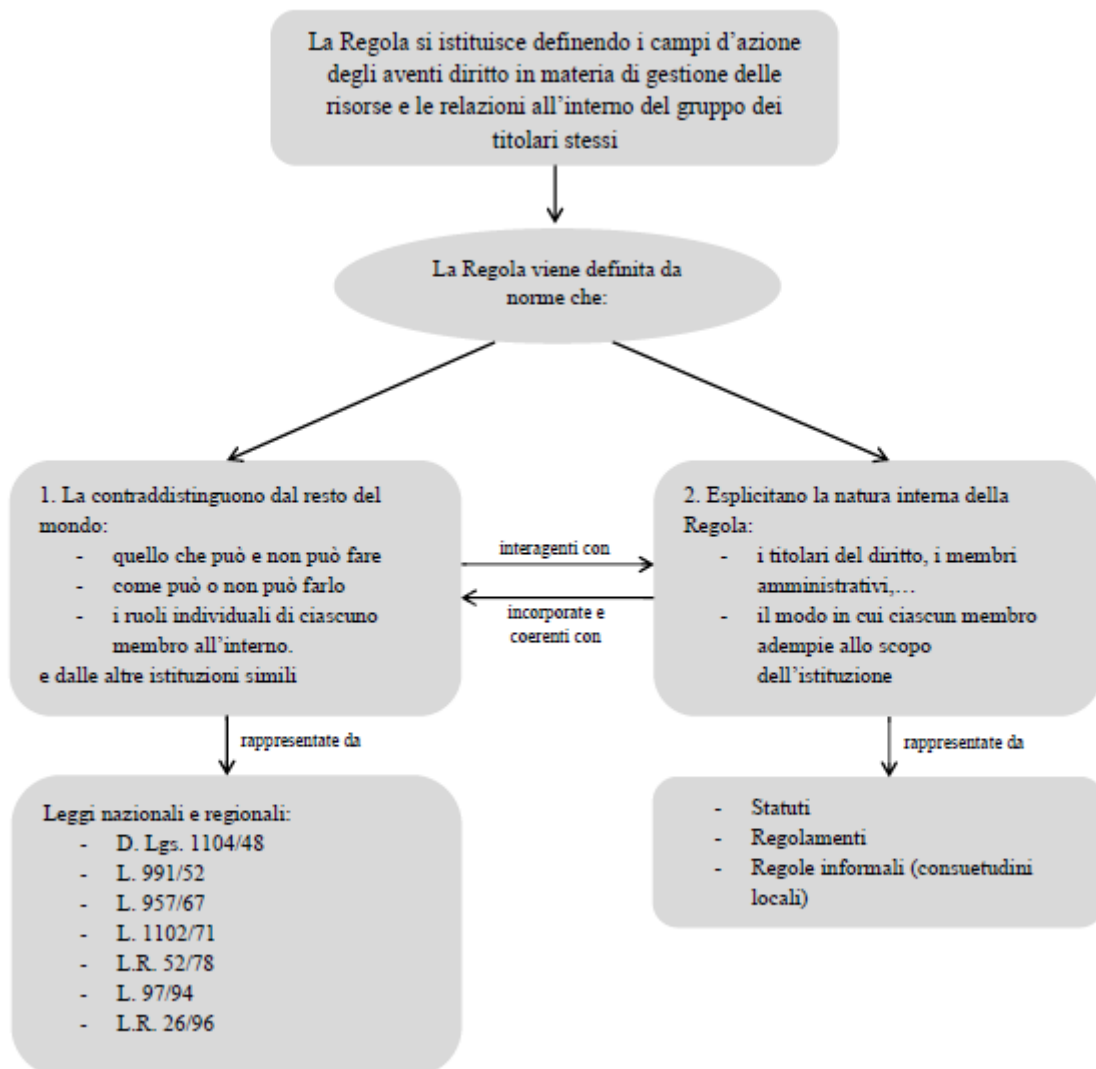 La Regola si istituisce definendo i campi d’azione
degli aventi diritto in materia di gestione delle
risorse e le relazioni all’interno del gruppo dei
titolari stessi
La Regola viene definita da
norme che:
1. La contraddistinguono dal resto del
mondo:
- quello che può e non può fare
- come può o non può farlo
- i ruoli individuali di ciascuno
membro all’interno.
e dalle altre istituzioni simili
interagenti con
incorporate e
coerenti con
2. Esplicitano la natura interna della
Regola:
- i titolari del diritto, i membri
amministrativi,…
- il modo in cui ciascun membro
adempie allo scopo
dell’istituzione
rappresentate da
rappresentate da
Leggi nazionali e regionali:
- D. Lgs. 1104/48
- L. 991/52
- L. 957/67
- L. 1102/71
- L.R. 52/78
- L. 97/94
- L.R. 26/96
- Statuti
- Regolamenti
- Regole informali (consuetudini
locali)